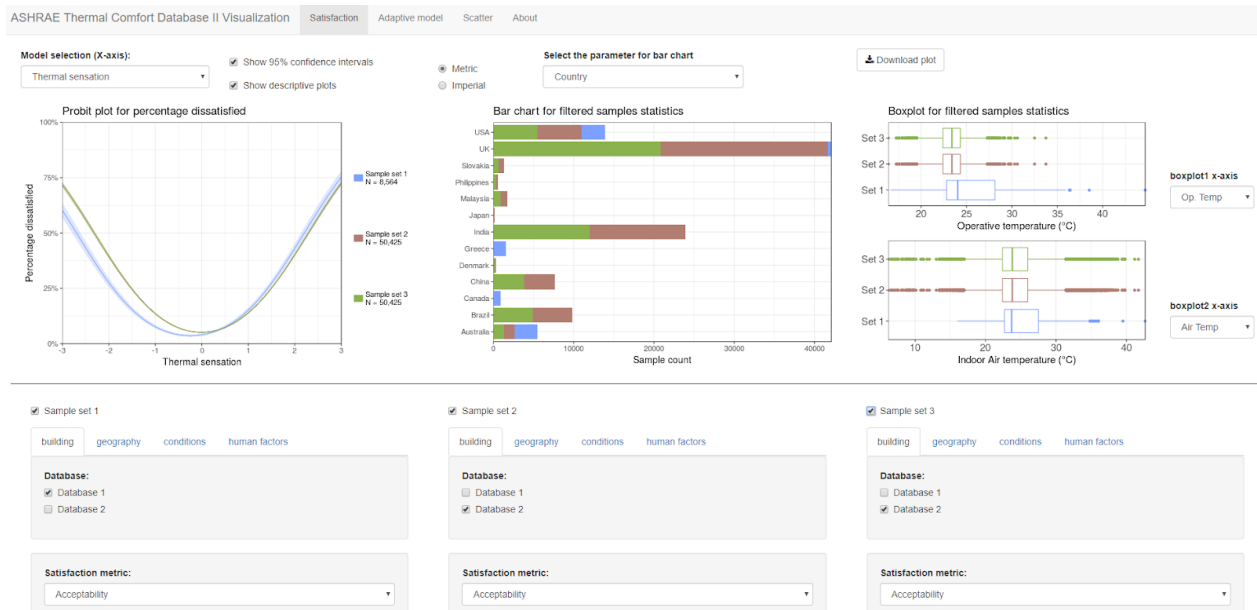 ASHRAE Thermal Comfort Database II Visualization Satisfaction Adaptive model Scatter About
Model selection (X-axis):
Thermal sensation
Show 95% confidence intervals
Show descriptive plots
Metric
Imperial
Select the parameter for bar chart
Country
Download plot
Probit plot for percentage dissatisfied
100%
75%
50%
25%
0%
Percentage dissatisfied
-3 -2 -1 0 1 2 3
Thermal sensation
Sample set 1
N = 8,564
Sample set 2
N = 50,425
Sample set 3
N = 50,425
Bar chart for filtered samples statistics
USA
UK
Slovakia
Philippines
Malaysia
Japan
India
Greece
Denmark
China
Canada
Brazil
Australia
0 10000 20000 30000 40000
Sample count
Boxplot for filtered samples statistics
Set 3
Set 2
Set 1
20 25 30 35 40
Operative temperature (°C)
boxplot1 x-axis
Op. Temp
Set 3
Set 2
Set 1
10 20 30 40
Indoor Air temperature (°C)
boxplot2 x-axis
Air Temp
Sample set 1
building geography conditions human factors
Database:
Database 1
Database 2
Satisfaction metric:
Acceptability
Sample set 2
building geography conditions human factors
Database:
Database 1
Database 2
Satisfaction metric:
Acceptability
Sample set 3
building geography conditions human factors
Database:
Database 1
Database 2
Satisfaction metric:
Acceptability